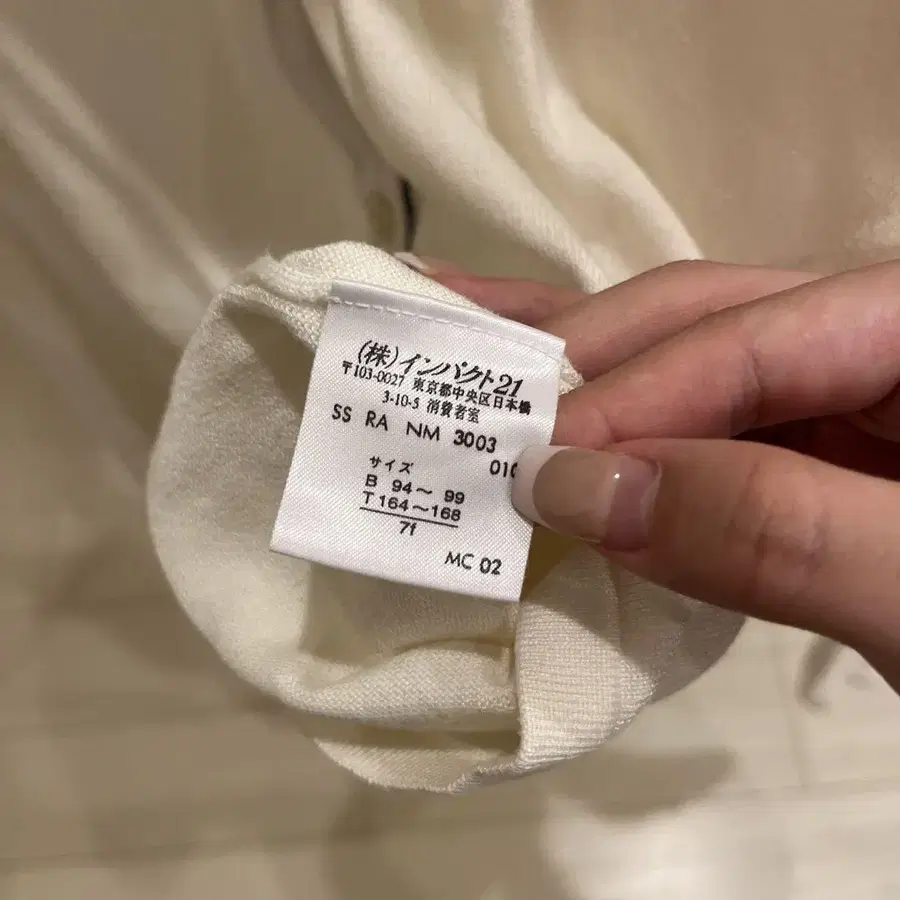 (株)インパクト21
〒103-0027 東京都中央区日本橋
3-10-5 消費者室
SS RA NM 3003
010
サイズ
B 94〜 99
T 164〜168
7f
MC 02